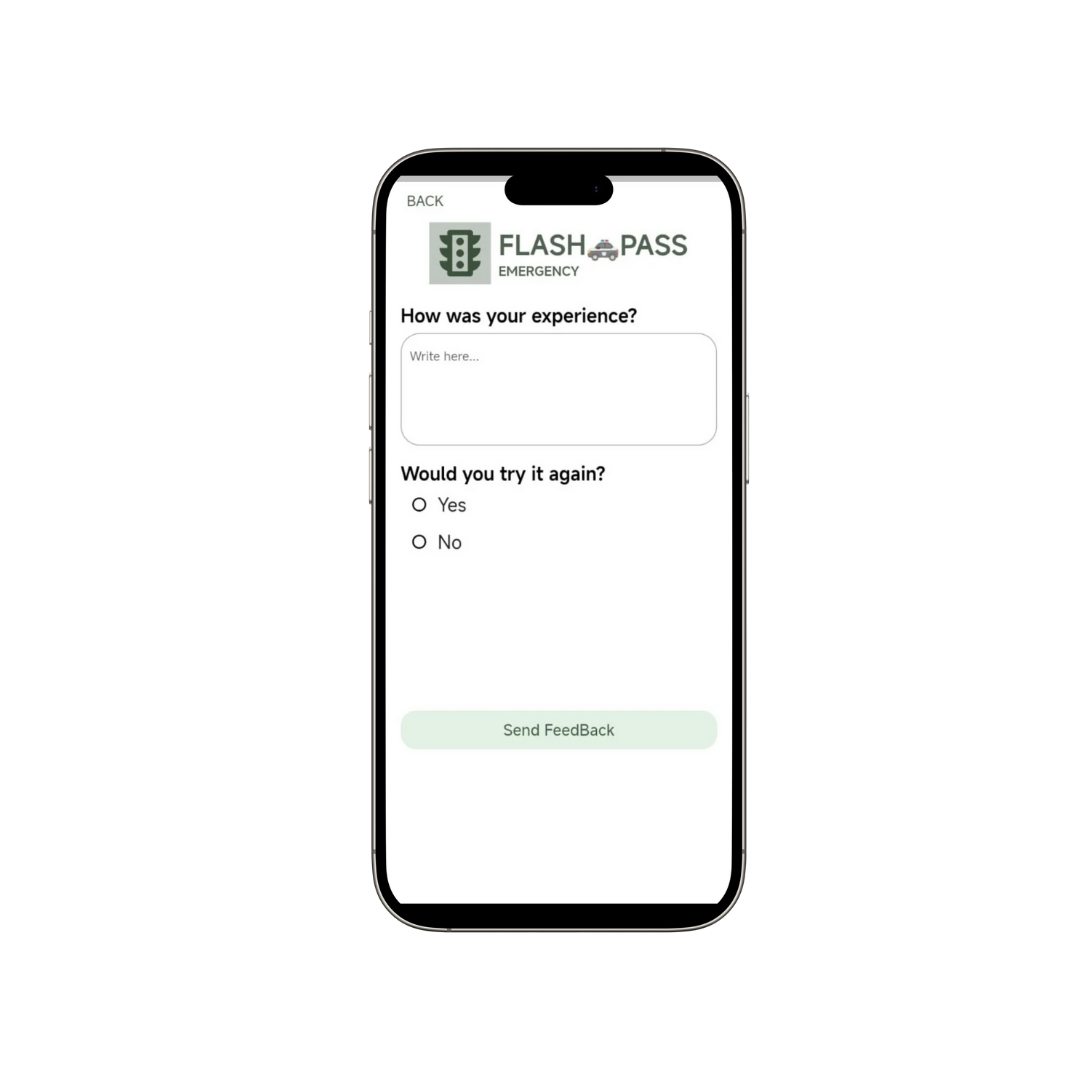 BACK
FLASH PASS
EMERGENCY
How was your experience?
Write here...
Would you try it again?
Yes
No
Send FeedBack